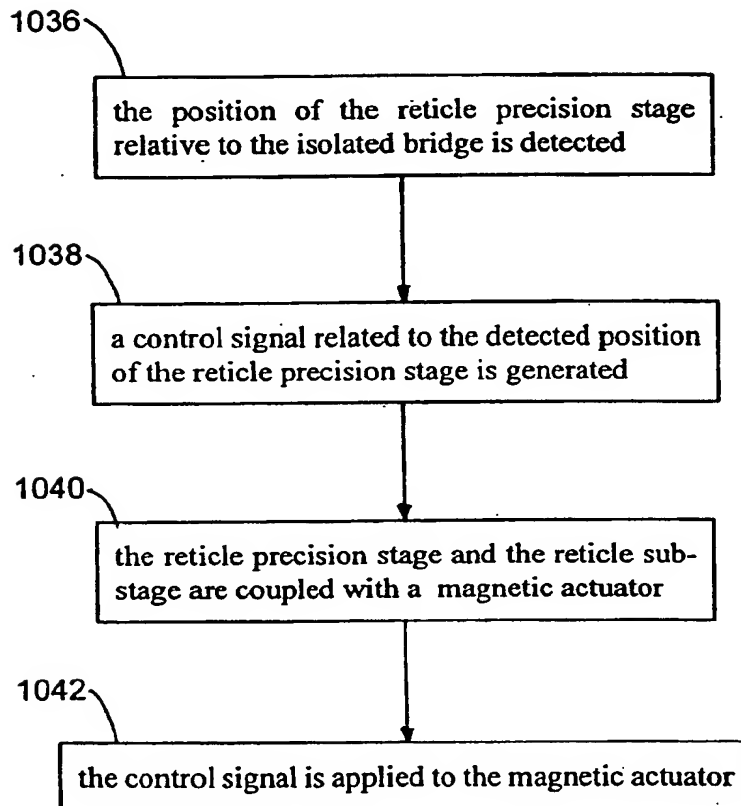 1036
the position of the reticle precision stage
relative to the isolated bridge is detected
1038
a control signal related to the detected position
of the reticle precision stage is generated
1040
the reticle precision stage and the reticle sub-
stage are coupled with a magnetic actuator
1042
the control signal is applied to the magnetic actuator